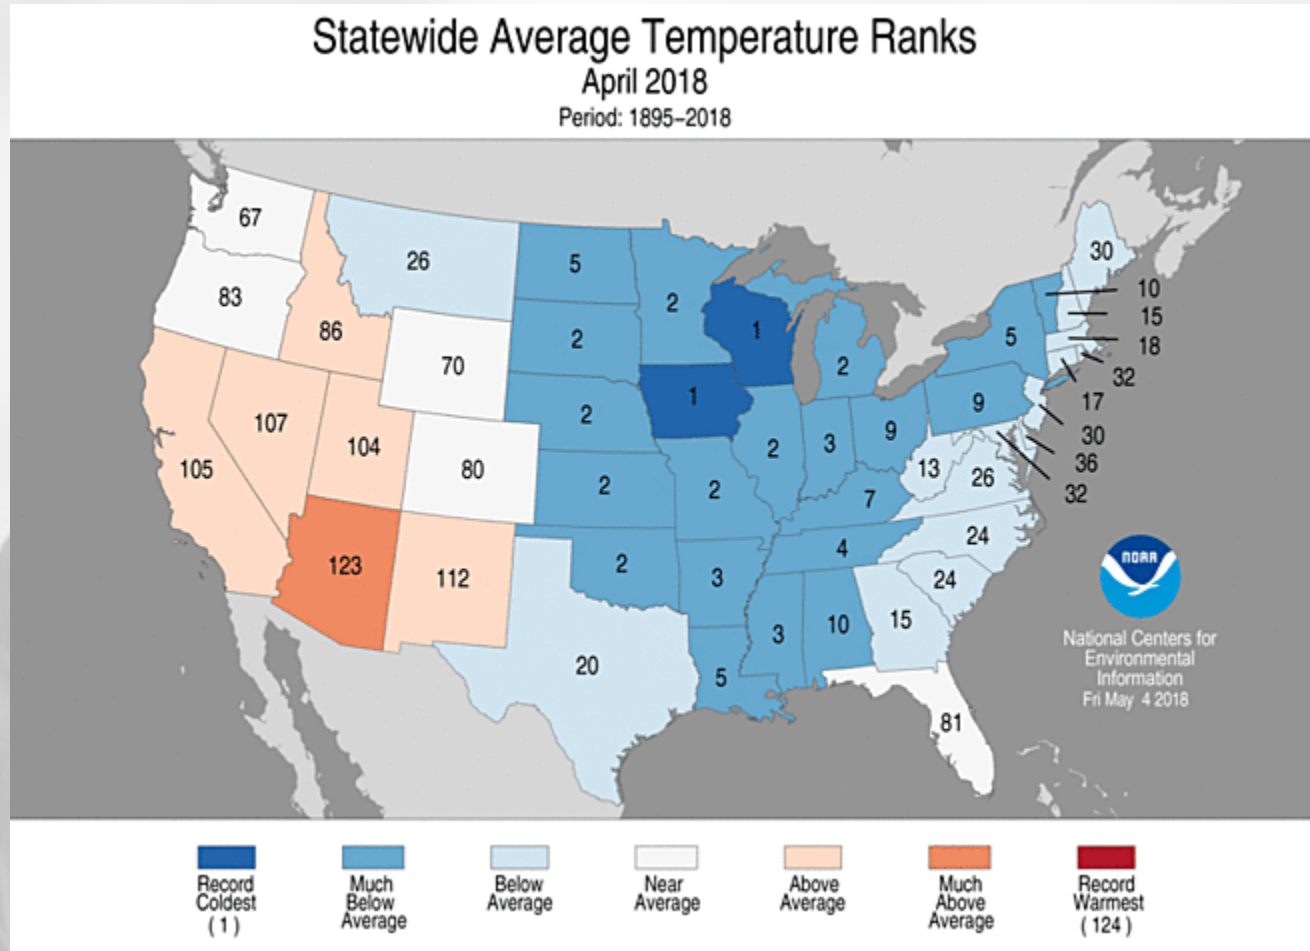 Statewide Average Temperature Ranks
April 2018
Period: 1895–2018
67
26
5
2
30
83
86
2
1
2
5
10
15
18
32
70
1
9
17
107
104
2
2
3
9
30
105
80
2
2
13
26
36
32
7
123
112
2
3
4
24
24
20
5
3
10
15
81
NOAA
National Centers for
Environmental
Information
Fri May 4 2018
Record
Coldest
( 1 )
Much
Below
Average
Below
Average
Near
Average
Above
Average
Much
Above
Average
Record
Warmest
( 124 )